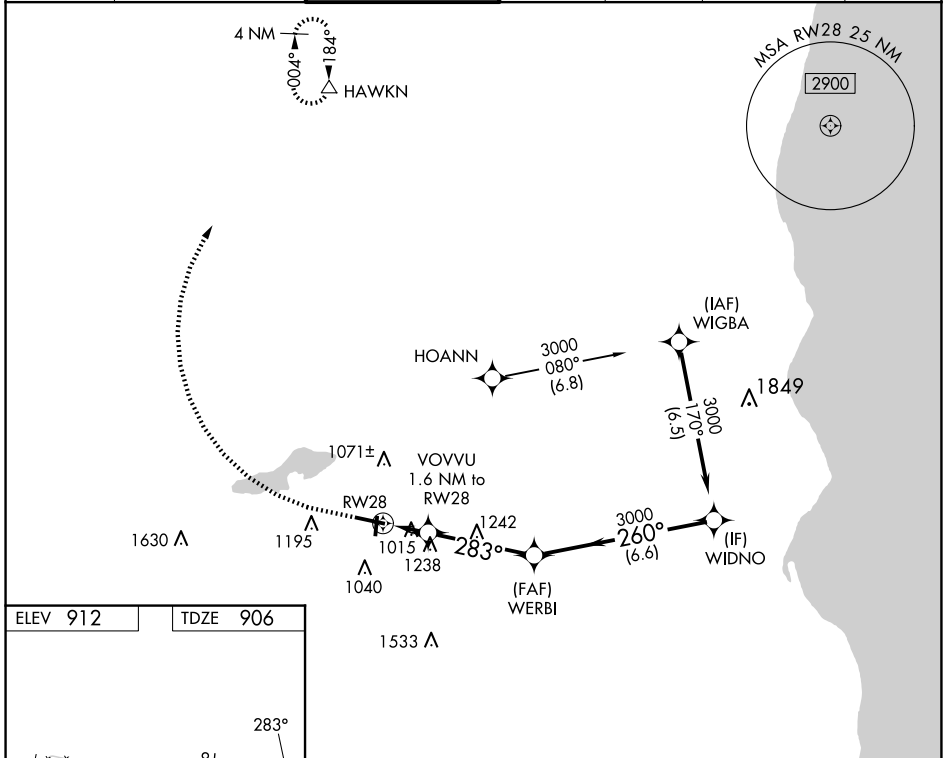 4 NM
004°
184°
HAWKN
MSA RW28 25 NM
2900
(IAF)
WIGBA
HOANN
3000
080°
(6.8)
3000
170°
(6.5)
1849
1071±
VOVVU
1.6 NM to
RW28
RW28
1242
1630
1195
1015
1238
283°
3000
260°
(6.6)
(IF)
WIDNO
1040
(FAF)
WERBI
ELEV 912
TDZE 906
1533
283°